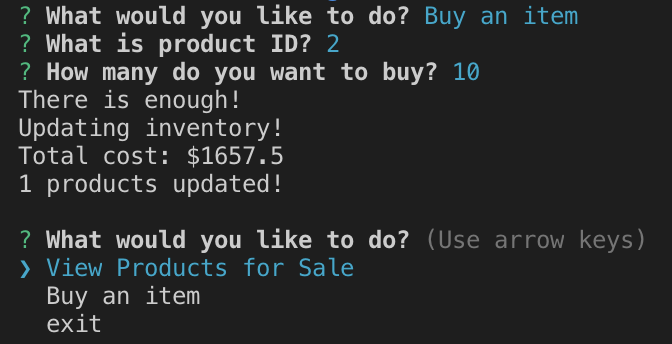 ? What would you like to do? Buy an item
? What is product ID? 2
? How many do you want to buy? 10
There is enough!
Updating inventory!
Total cost: $1657.5
1 products updated!
? What would you like to do? (Use arrow keys)
❯ View Products for Sale
Buy an item
exit